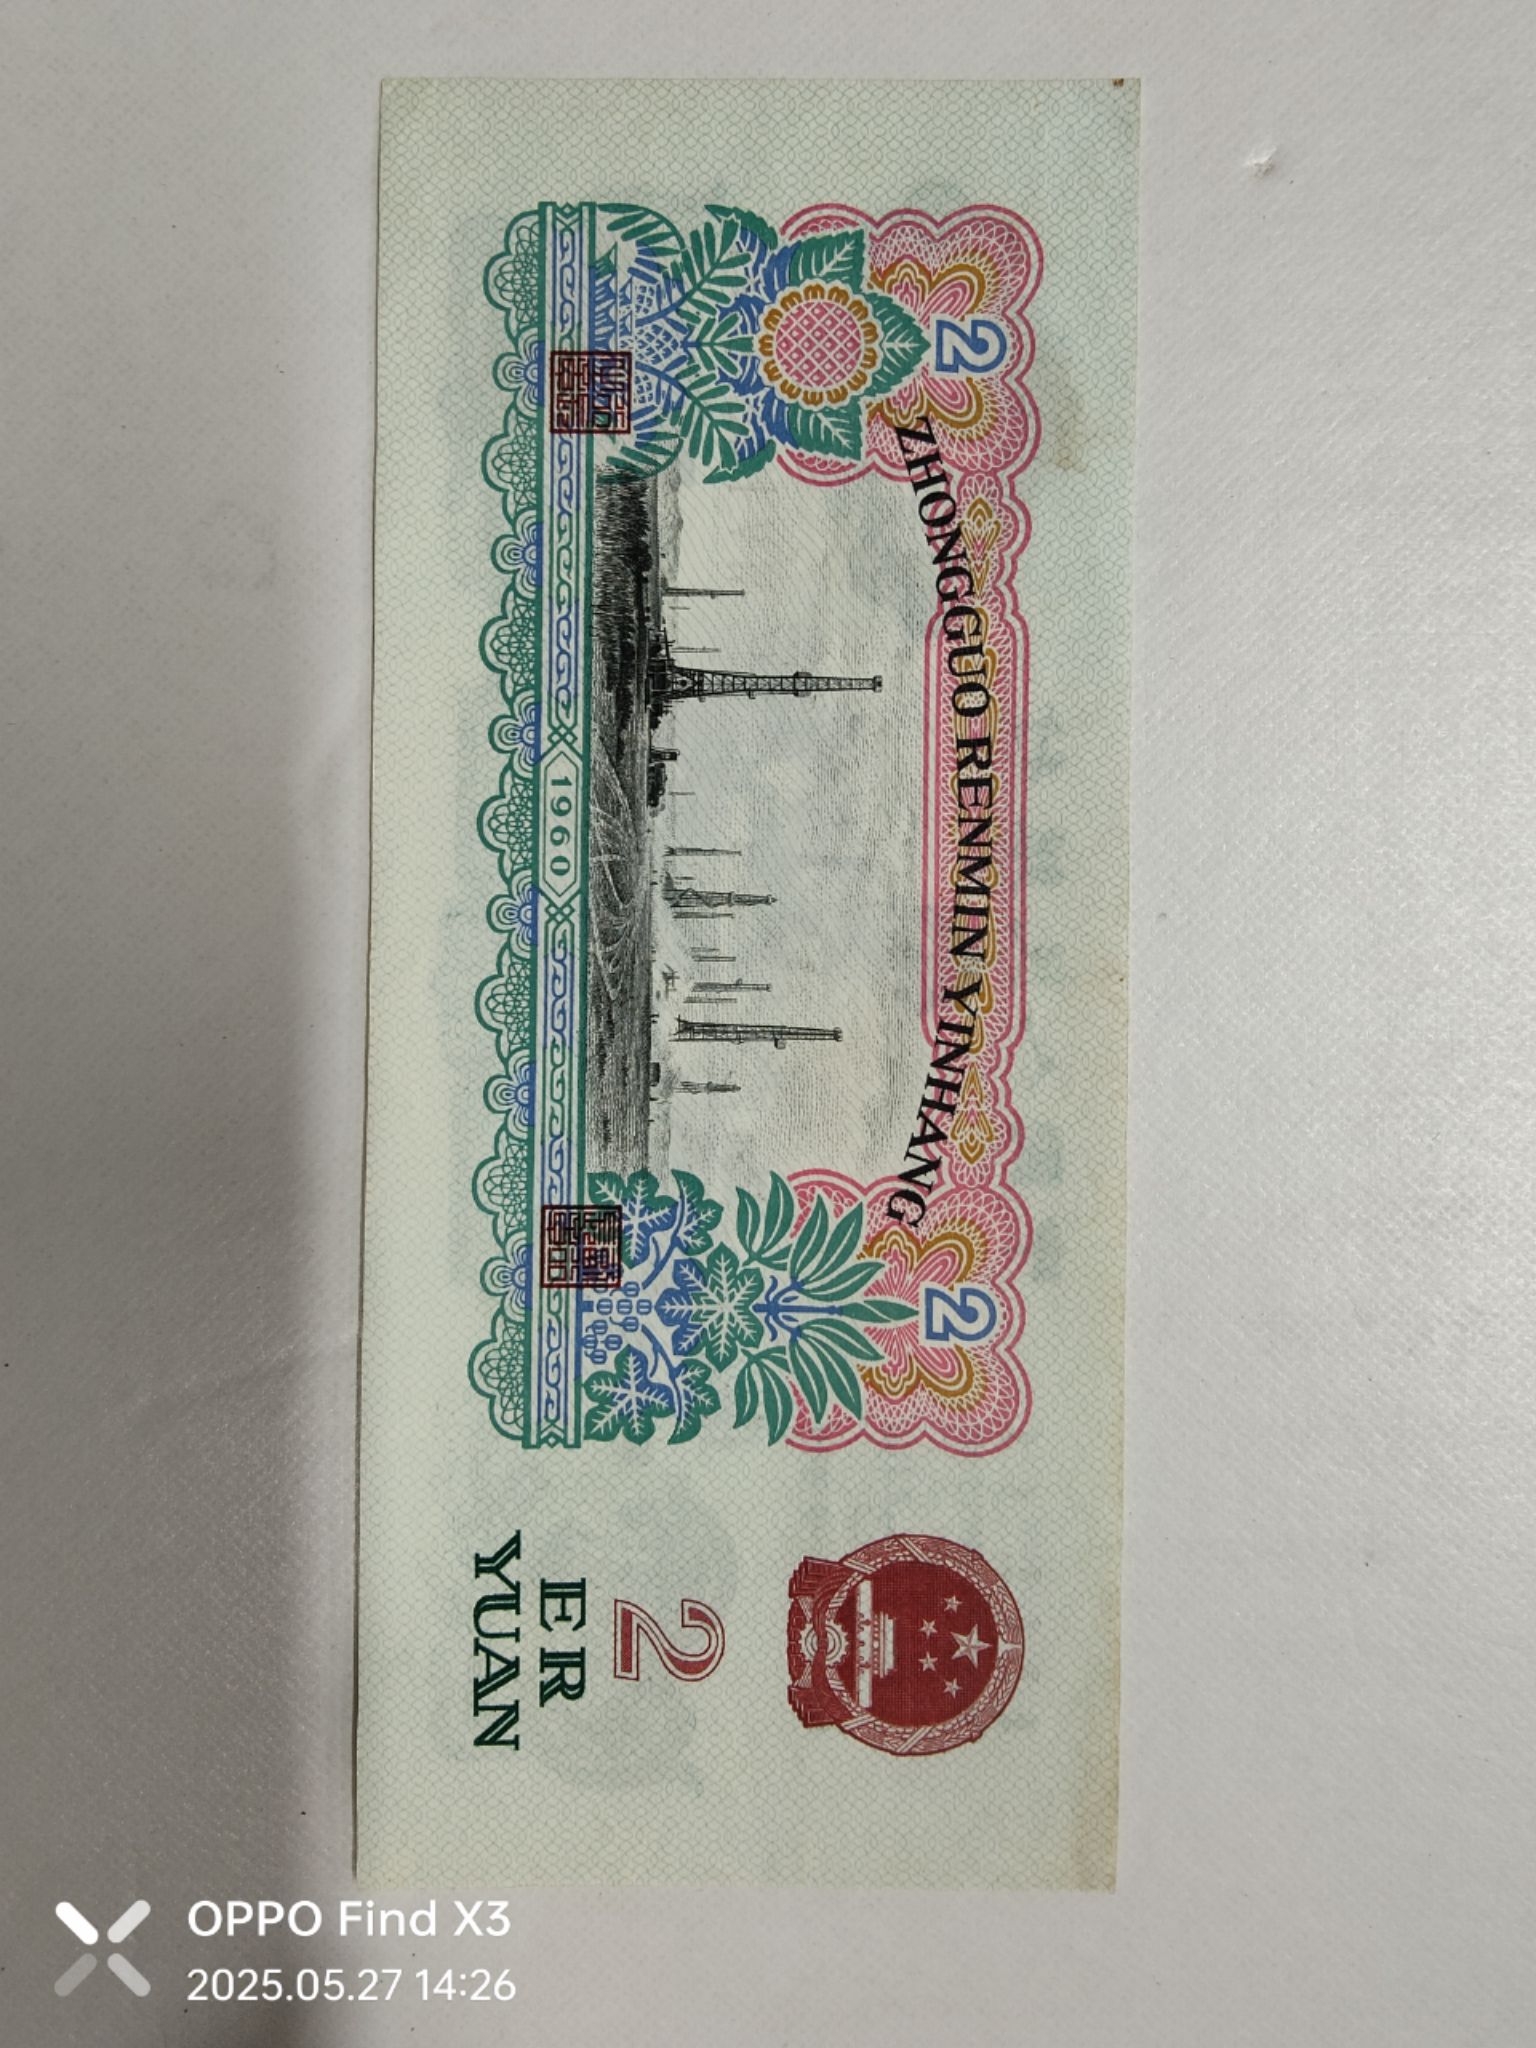 ZHONGGUO RENMIN YINHANG
2
2
1960
2
ER
YUAN
OPPO Find X3
2025.05.27 14:26